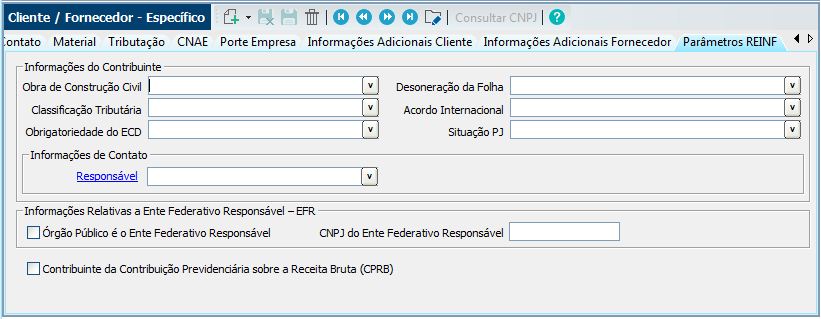 Cliente / Fornecedor - Específico Consultar CNPJ ?
Contato Material Tributação CNAE Porte Empresa Informações Adicionais Cliente Informações Adicionais Fornecedor Parâmetros REINF
Informações do Contribuinte
Obra de Construção Civil v Desoneração da Folha v
Classificação Tributária v Acordo Internacional v
Obrigatoriedade do ECD v Situação PJ v
Informações de Contato
Responsável v
Informações Relativas a Ente Federativo Responsável – EFR
Órgão Público é o Ente Federativo Responsável CNPJ do Ente Federativo Responsável
Contribuinte da Contribuição Previdenciária sobre a Receita Bruta (CPRB)